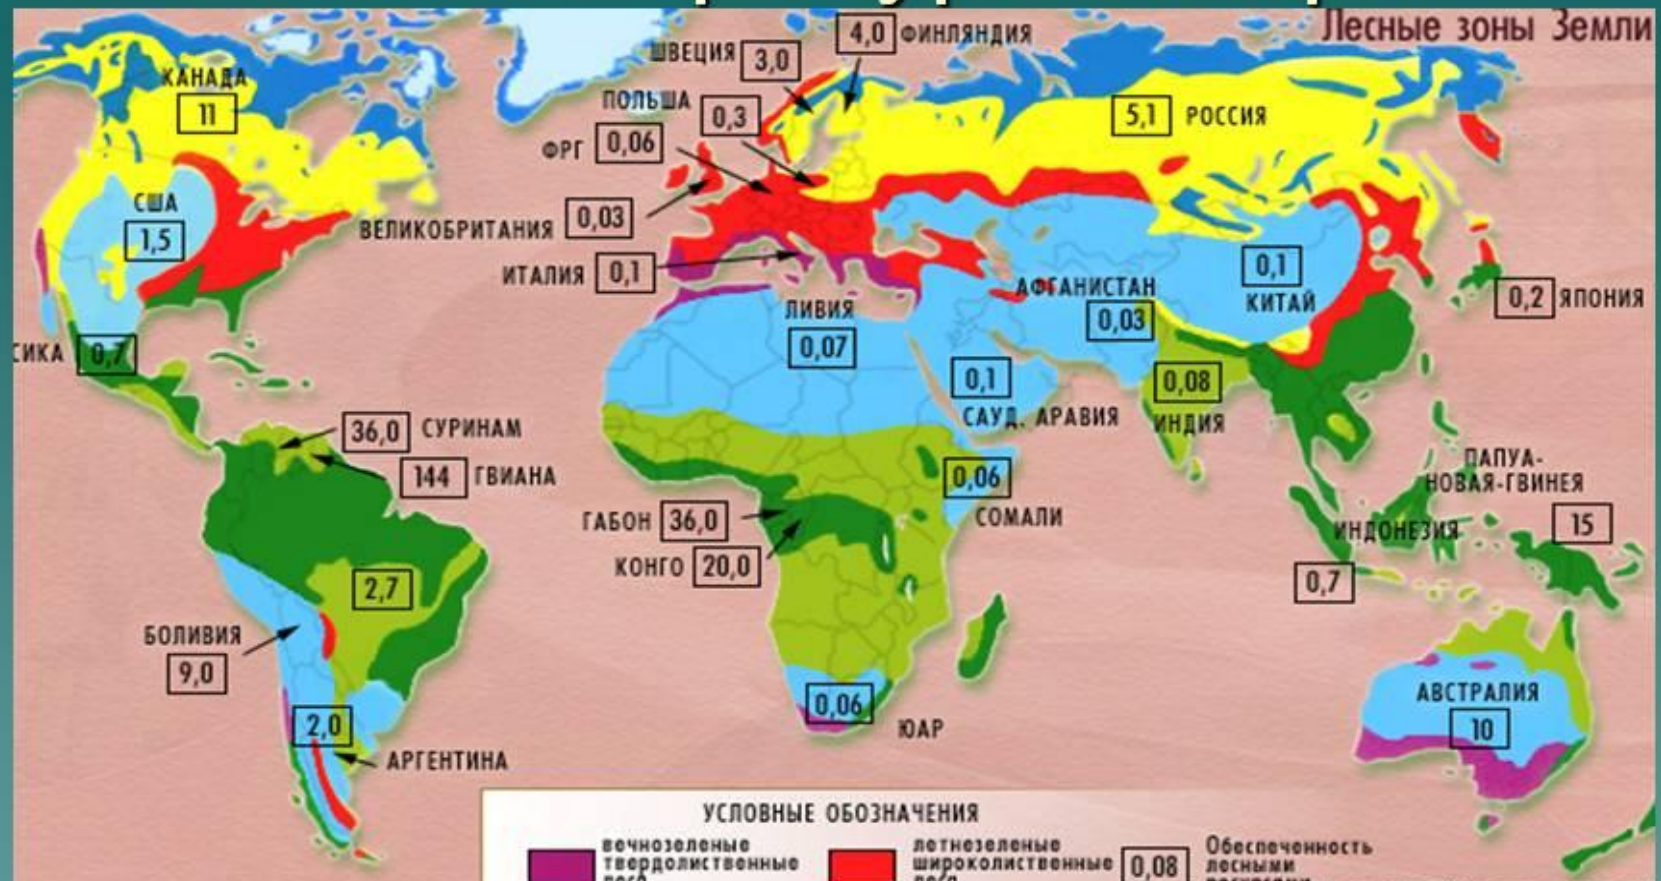 Лесные зоны Земли
4,0 ФИНЛЯНДИЯ
ШВЕЦИЯ 3,0
КАНАДА
11
ПОЛЬША 0,3
5,1 РОССИЯ
ФРГ 0,06
США
1,5
ВЕЛИКОБРИТАНИЯ 0,03
ИТАЛИЯ 0,1
0,1
КИТАЙ
АФГАНИСТАН
0,03
0,2 ЯПОНИЯ
ЛИВИЯ
0,07
СИКА 0,7
0,1
САУД. АРАВИЯ
0,08
ИНДИЯ
36,0 СУРИНАМ
144 ГВИАНА
0,06
СОМАЛИ
ПАПУА-
НОВАЯ-ГВИНЕЯ
15
ГАБОН 36,0
КОНГО 20,0
ИНДОНЕЗИЯ
0,7
2,7
БОЛИВИЯ
9,0
2,0
АРГЕНТИНА
0,06
ЮАР
АВСТРАЛИЯ
10
УСЛОВНЫЕ ОБОЗНАЧЕНИЯ
вечнозеленые
твердолиственные
летнезеленые
широколиственные
0,08
Обеспеченность
лесными